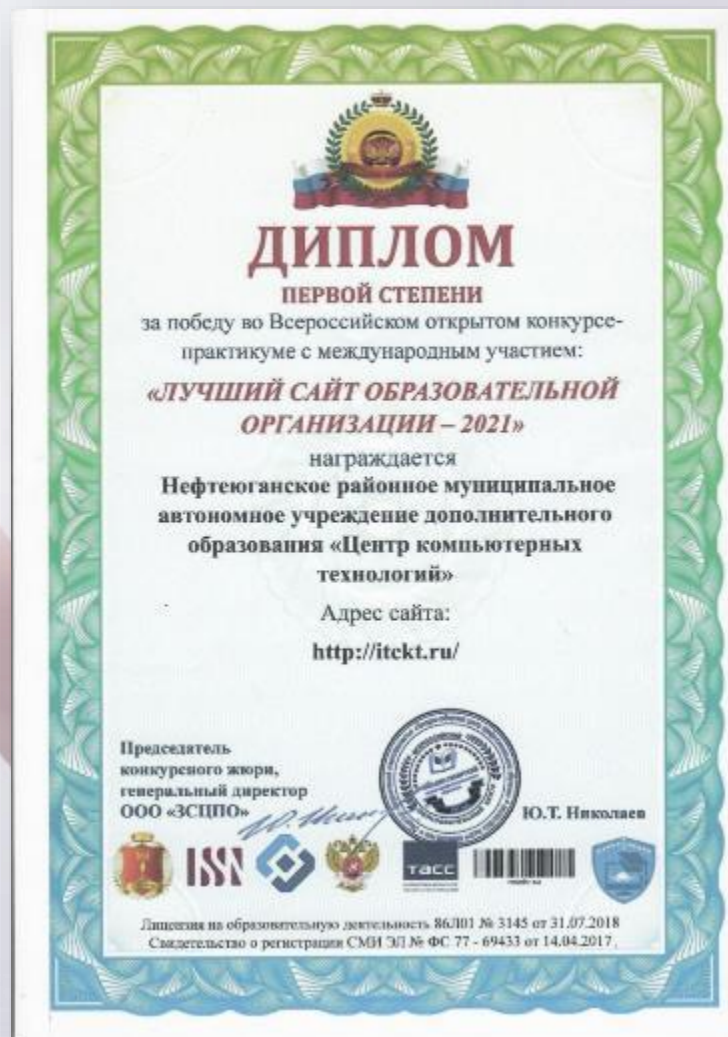 ДИПЛОМ
ПЕРВОЙ СТЕПЕНИ
за победу во Всероссийском открытом конкурсе-
практикуме с международным участием:
«ЛУЧШИЙ САЙТ ОБРАЗОВАТЕЛЬНОЙ
ОРГАНИЗАЦИИ – 2021»
награждается
Нефтеюганское районное муниципальное
автономное учреждение дополнительного
образования «Центр компьютерных
технологий»
Адрес сайта:
http://itckt.ru/
Председатель
конкурсного жюри,
генеральный директор
ООО «ЗСЦПО»
Ю.Т. Николаев
ISSN
ТАСС
Лицензия на образовательную деятельность 86Л01 № 3145 от 31.07.2018
Свидетельство о регистрации СМИ ЭЛ № ФС 77 - 69433 от 14.04.2017